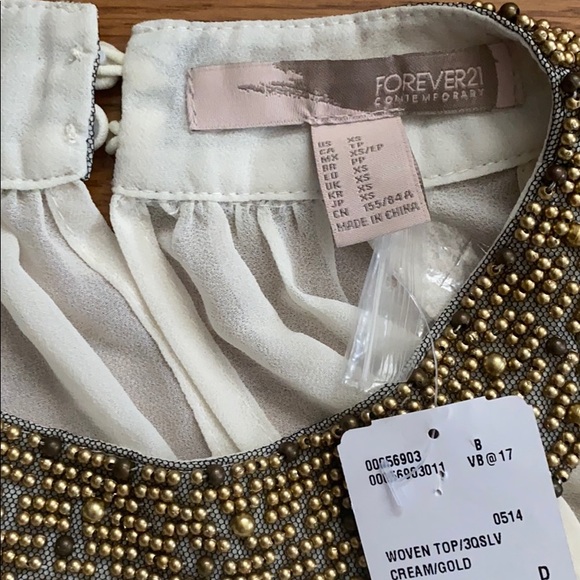 FOREVER21
CONTEMPORARY
US XS
CA TP
MX XS/EP
BR PP
EU XS
UK XS
KR XS
JP XS
CN 155/84A
MADE IN CHINA
00056903 B
00056903011 VB@17
0514
WOVEN TOP/3QSLV
CREAM/GOLD D